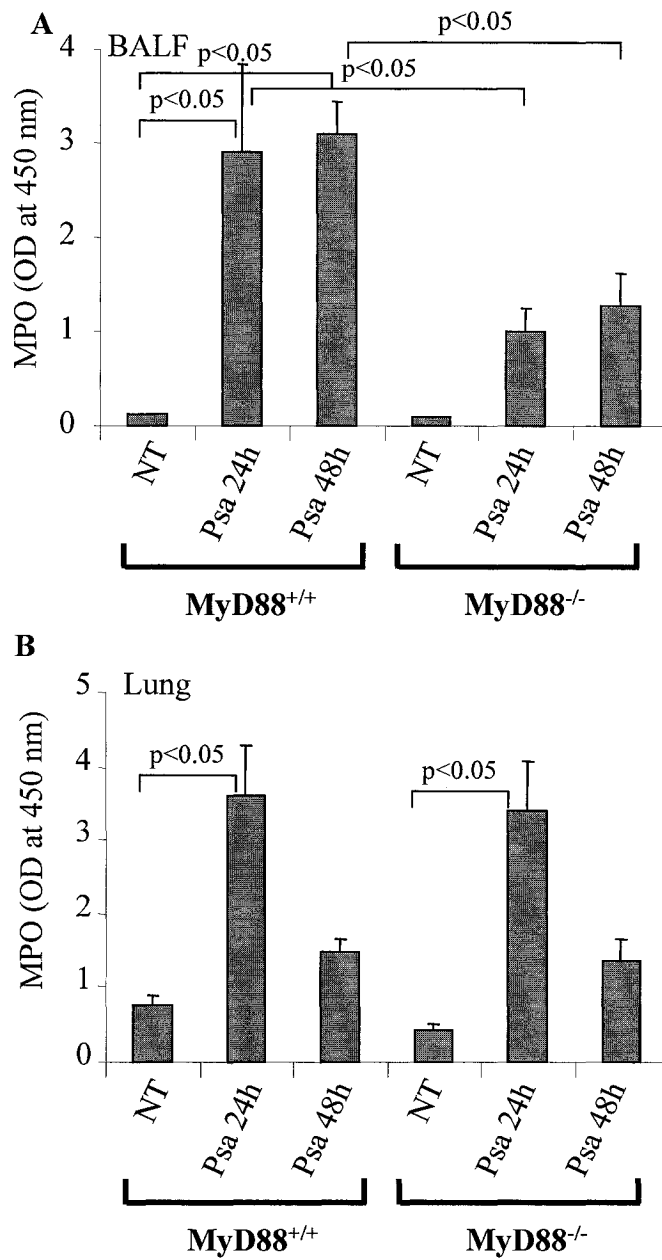 A
BALF
4
3
2
1
0
MPO (OD at 450 nm)
p<0.05
p<0.05
p<0.05
p<0.05
NT
Psa 24h
Psa 48h
NT
Psa 24h
Psa 48h
MyD88+/+
MyD88-/-
B
Lung
5
4
3
2
1
0
MPO (OD at 450 nm)
p<0.05
p<0.05
NT
Psa 24h
Psa 48h
NT
Psa 24h
Psa 48h
MyD88+/+
MyD88-/-